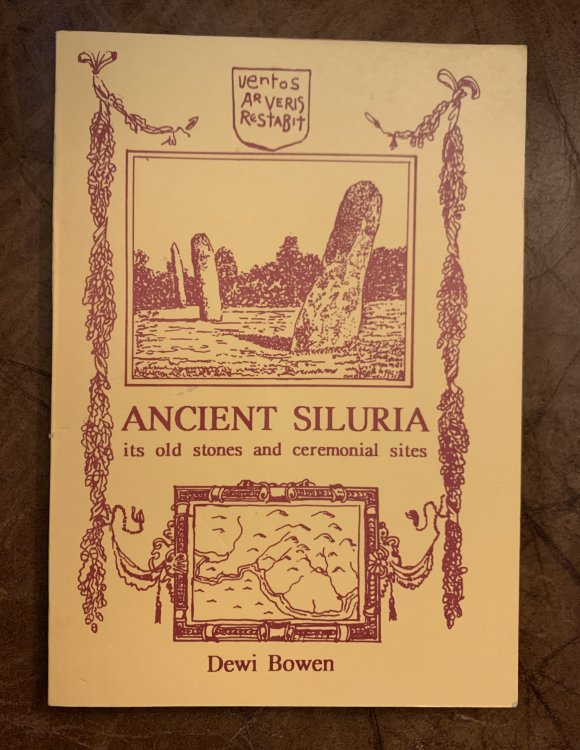 Ventos
AR VERIS
ReSTABIT
ANCIENT SILURIA
its old stones and ceremonial sites
Dewi Bowen